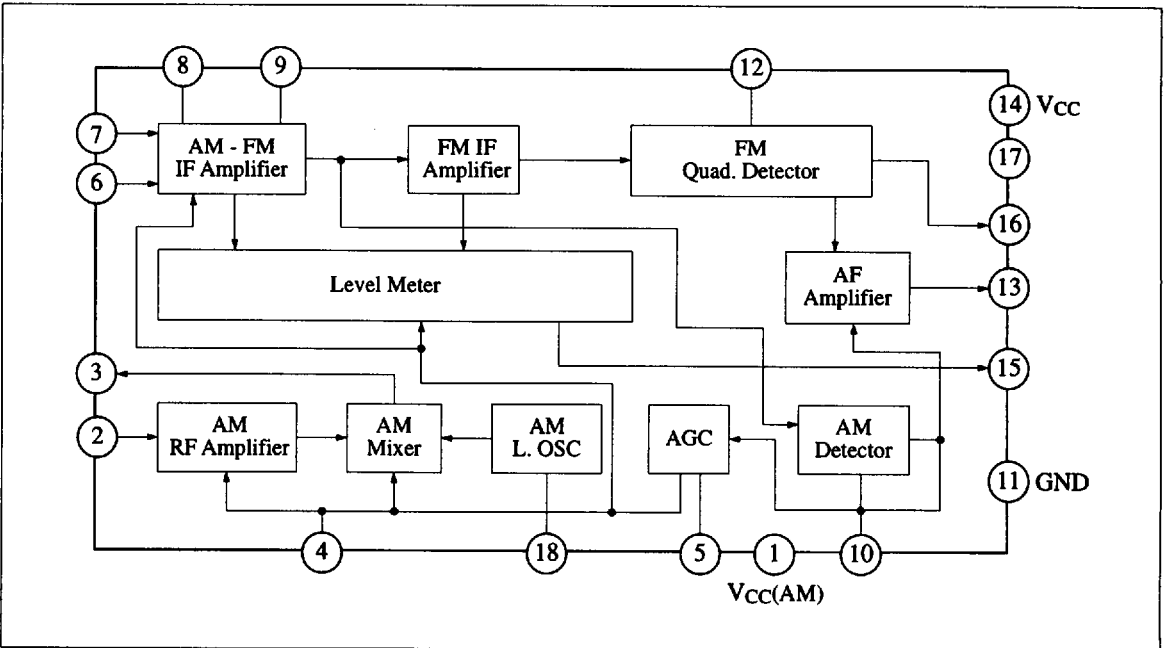 8
9
12
14 VCC
7
AM - FM
IF Amplifier
FM IF
Amplifier
FM
Quad. Detector
17
6
16
Level Meter
AF
Amplifier
13
3
15
2
AM
RF Amplifier
AM
Mixer
AM
L. OSC
AGC
AM
Detector
11 GND
4
18
5
1
10
VCC(AM)